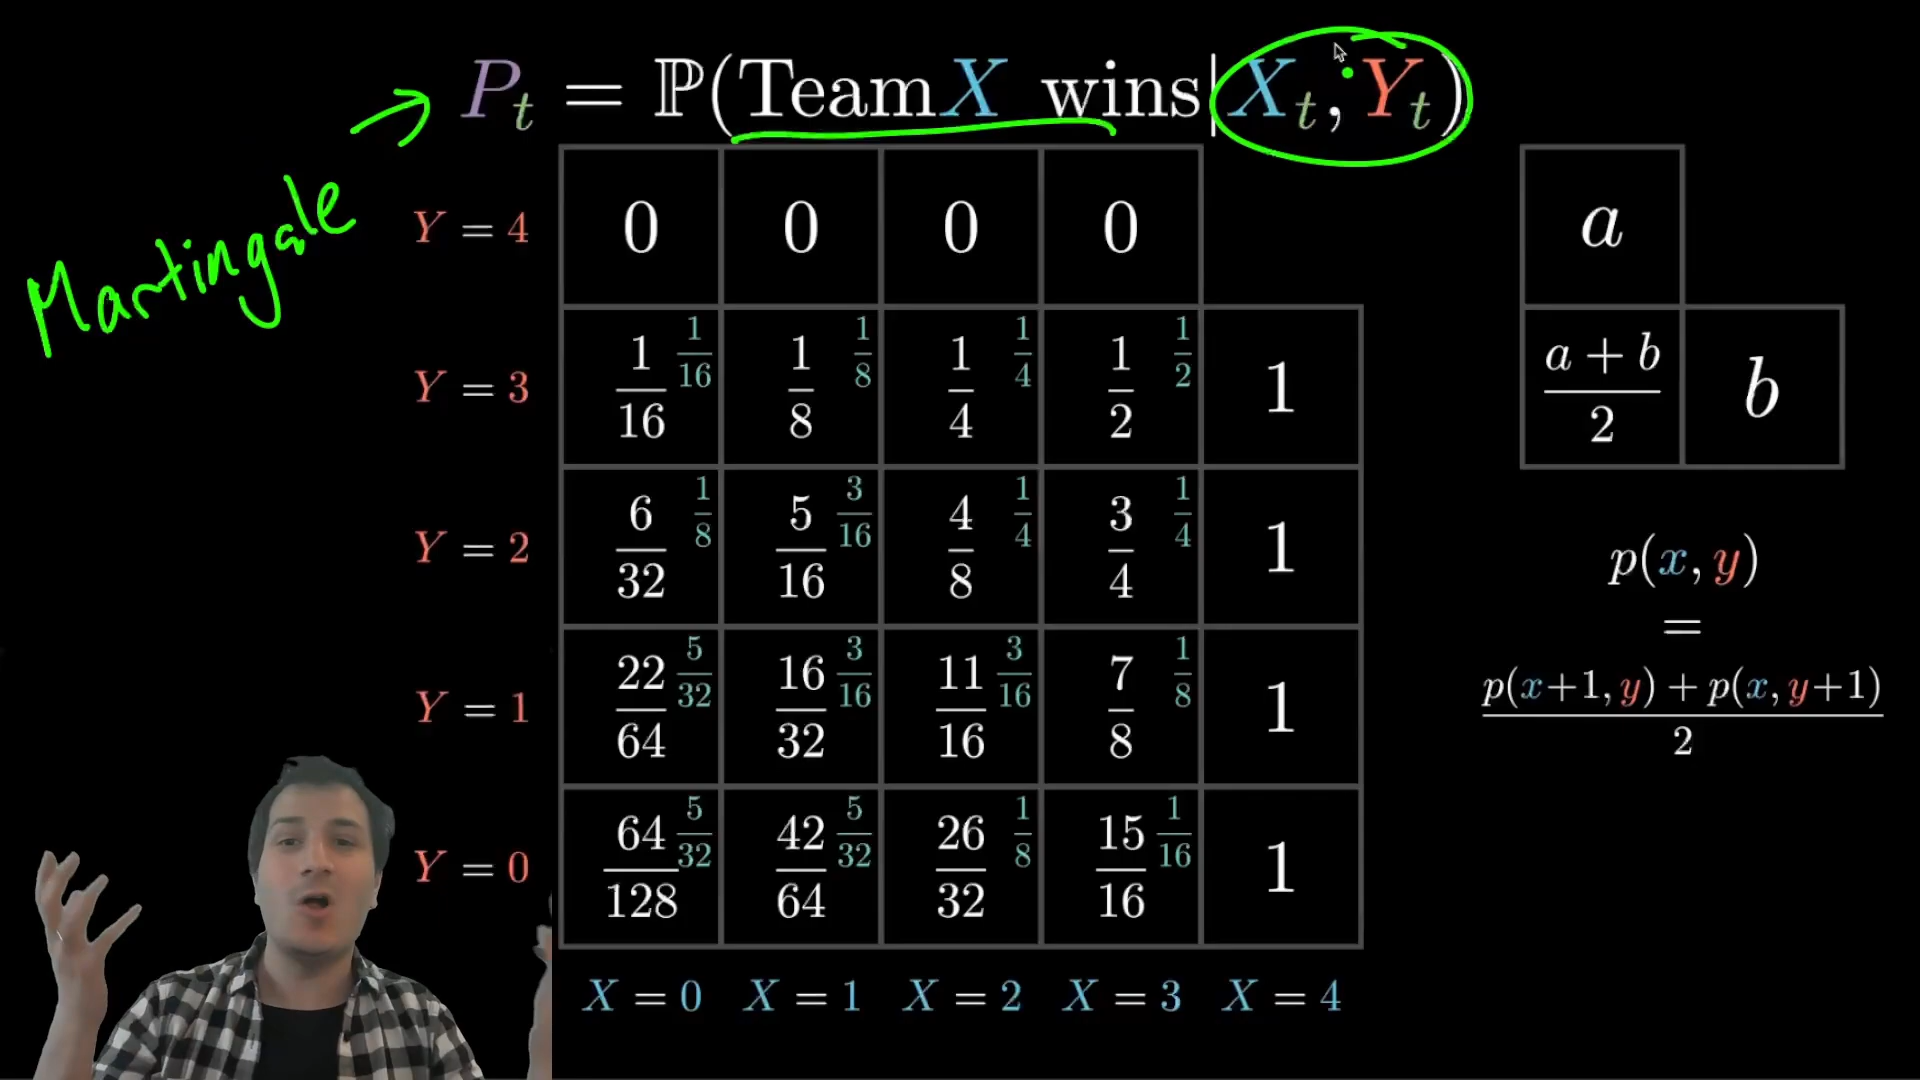 P_t = ℙ(Team X wins|X_t, Y_t)
Martingale
Y = 4 0 0 0 0
Y = 3 1/16 1/16 1/8 1/8 1/4 1/4 1/2 1/2 1
Y = 2 6/32 1/8 5/16 3/16 4/8 1/4 3/4 1/4 1
Y = 1 22/64 5/32 16/32 3/16 11/16 3/16 7/8 1/8 1
Y = 0 64/128 5/32 42/64 5/32 26/32 1/8 15/16 1/16 1
X = 0 X = 1 X = 2 X = 3 X = 4
a
(a + b)/2 b
p(x, y)
=
(p(x+1, y) + p(x, y+1))/2